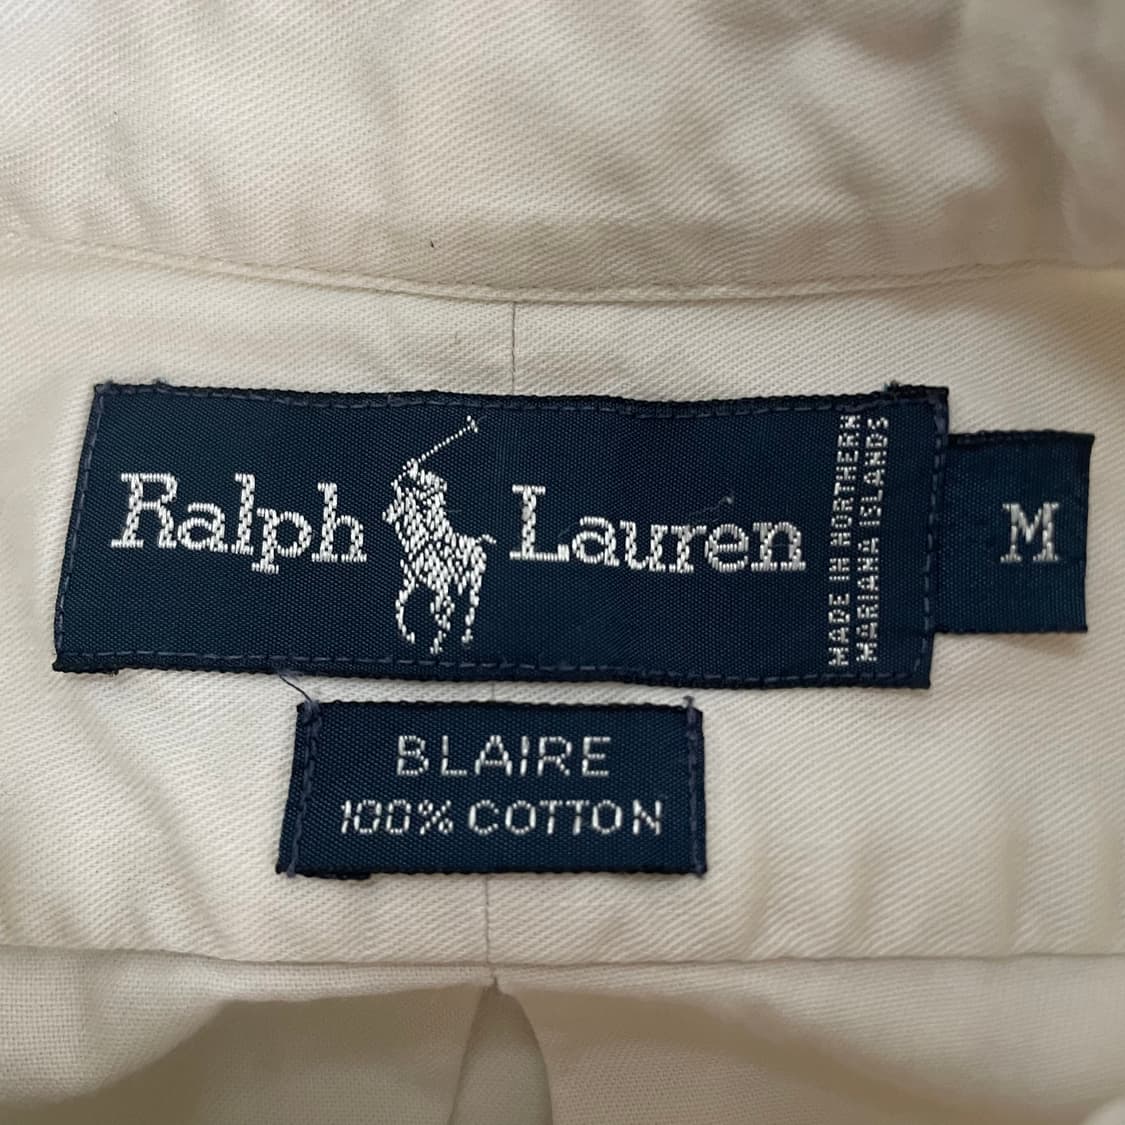 Ralph Lauren
MADE IN NORTHERN
MARIANA ISLANDS
M
BLAIRE
100% COTTON